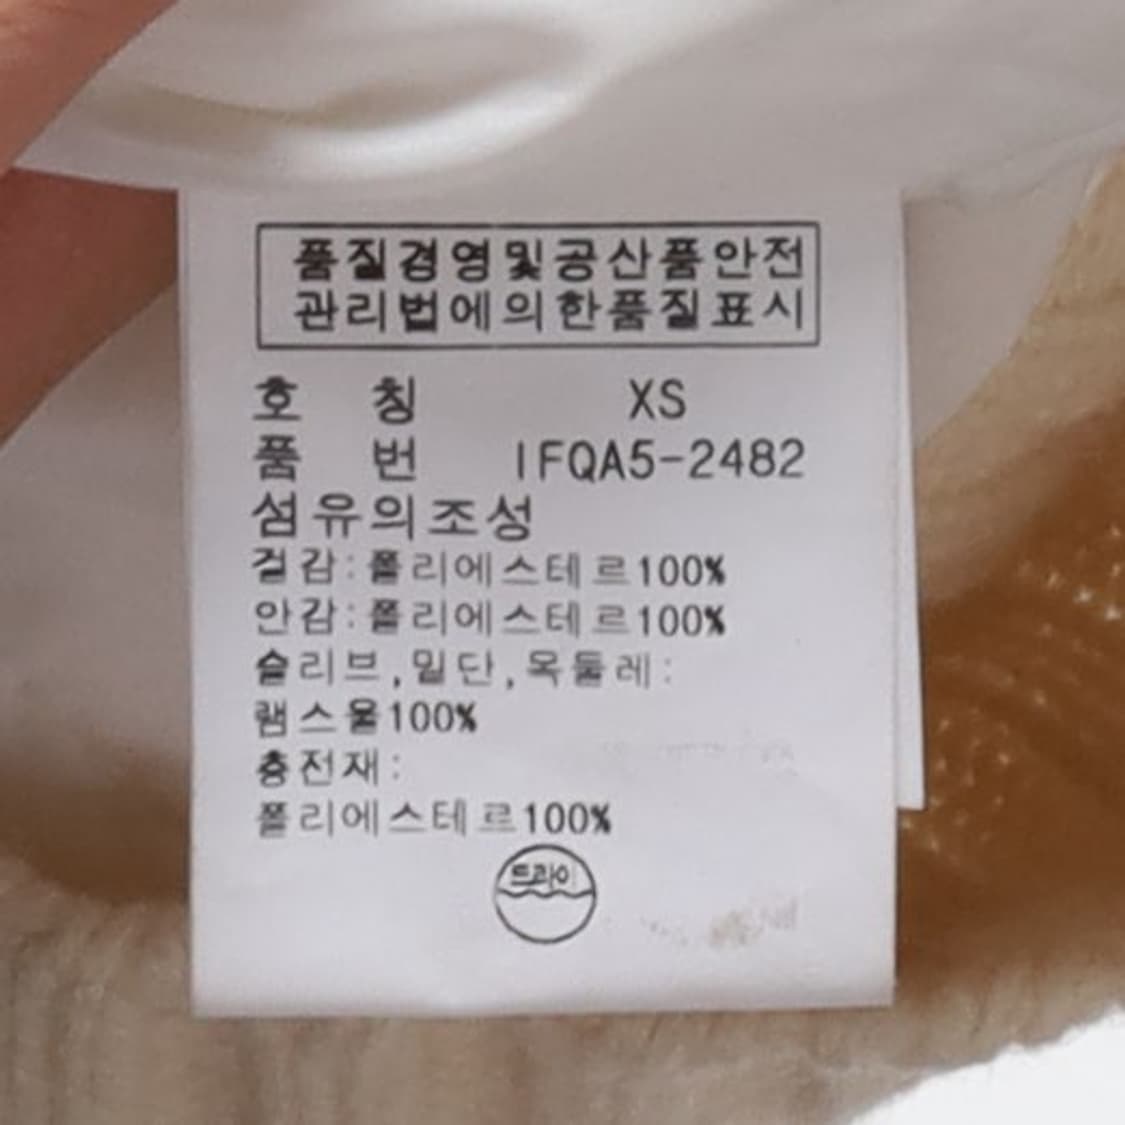 품질경영및공산품안전
관리법에의한품질표시
호 칭 XS
품 번 IFQA5-2482
섬유의조성
겉감:폴리에스테르100%
안감:폴리에스테르100%
슬리브,밑단,목둘레:
램스울100%
충전재:
폴리에스테르100%
드라이